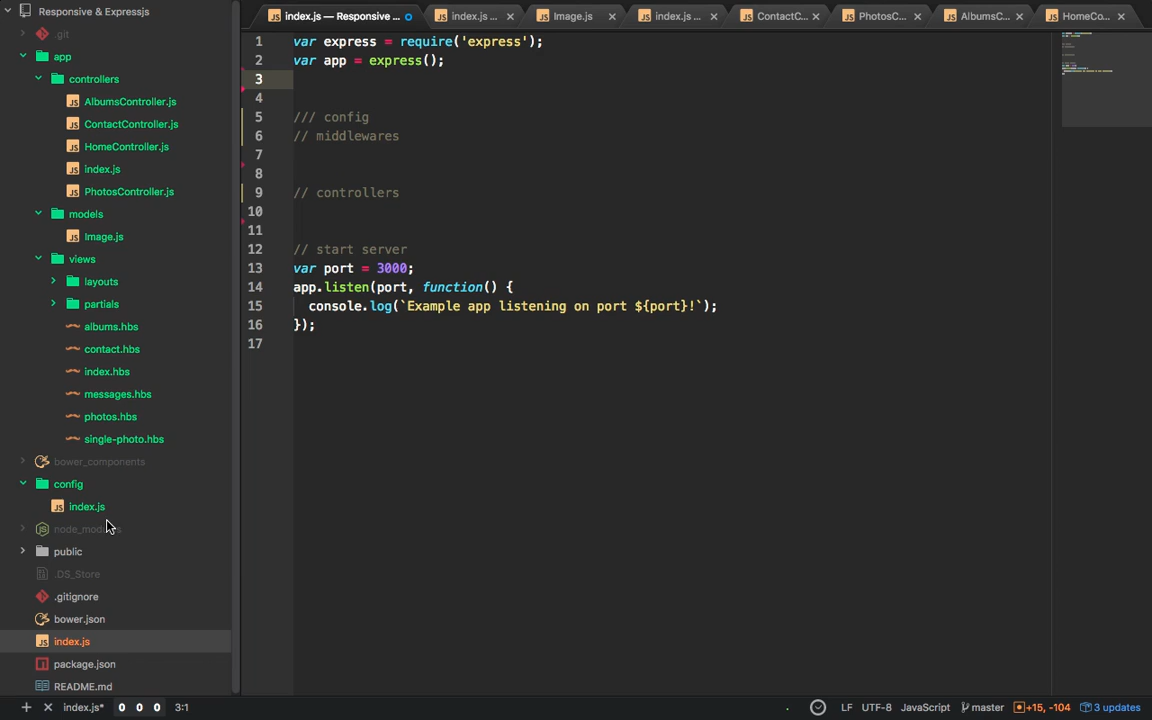 Responsive & Expressjs
.git
app
controllers
AlbumsController.js
ContactController.js
HomeController.js
index.js
PhotosController.js
models
Image.js
views
layouts
partials
albums.hbs
contact.hbs
index.hbs
messages.hbs
photos.hbs
single-photo.hbs
bower_components
config
index.js
public
.DS_Store
.gitignore
bower.json
index.js
package.json
README.md
index.js — Responsive ...
index.js ...
Image.js
index.js ...
ContactC...
PhotosC...
AlbumsC...
HomeCo...
1 var express = require('express');
2 var app = express();
3
4
5 /// config
6 // middlewares
7
8
9 // controllers
10
11
12 // start server
13 var port = 3000;
14 app.listen(port, function() {
15 console.log(`Example app listening on port ${port}!`);
16 });
17
index.js* 0 0 0 3:1
LF UTF-8 JavaScript master +15, -104 3 updates